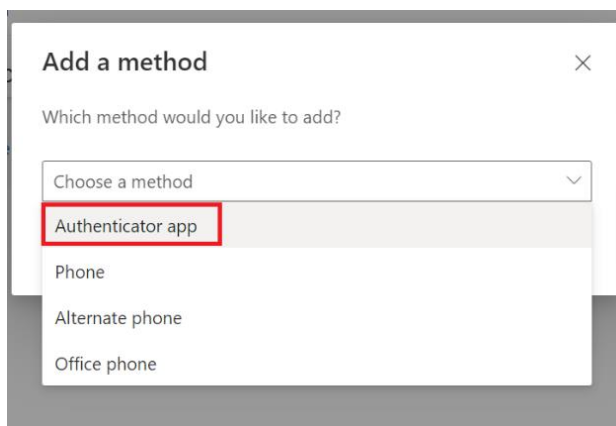 Add a method
Which method would you like to add?
Choose a method
Authenticator app
Phone
Alternate phone
Office phone